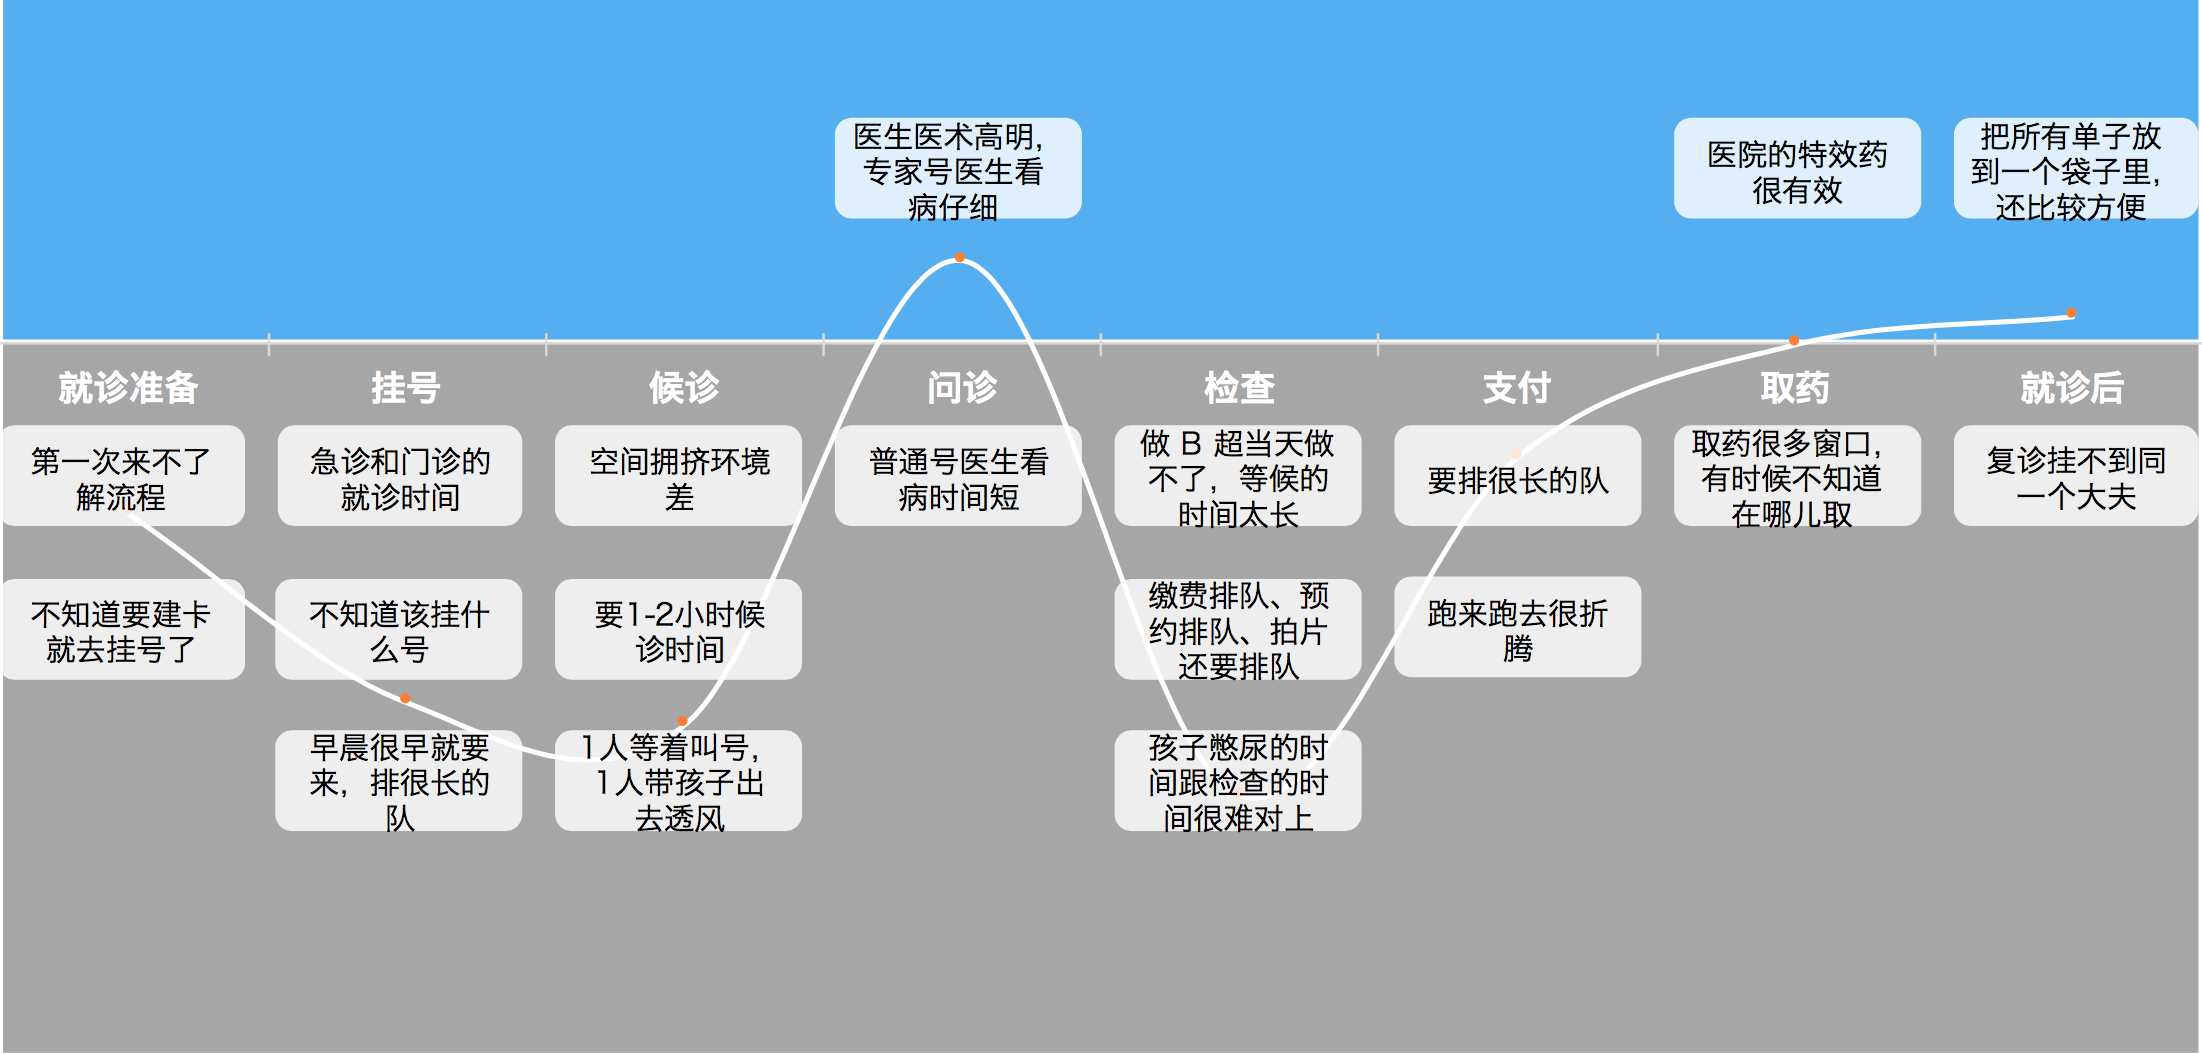 医生医术高明，
专家号医生看
病仔细
医院的特效药
很有效
把所有单子放
到一个袋子里，
还比较方便
就诊准备
挂号
候诊
问诊
检查
支付
取药
就诊后
第一次来不了
解流程
急诊和门诊的
就诊时间
空间拥挤环境
差
普通号医生看
病时间短
做 B 超当天做
不了，等候的
时间太长
要排很长的队
取药很多窗口，
有时候不知道
在哪儿取
复诊挂不到同
一个大夫
不知道要建卡
就去挂号了
不知道该挂什
么号
要1-2小时候
诊时间
缴费排队、预
约排队、拍片
还要排队
跑来跑去很折
腾
早晨很早就要
来，排很长的
队
1人等着叫号，
1人带孩子出
去透风
孩子憋尿的时
间跟检查的时
间很难对上